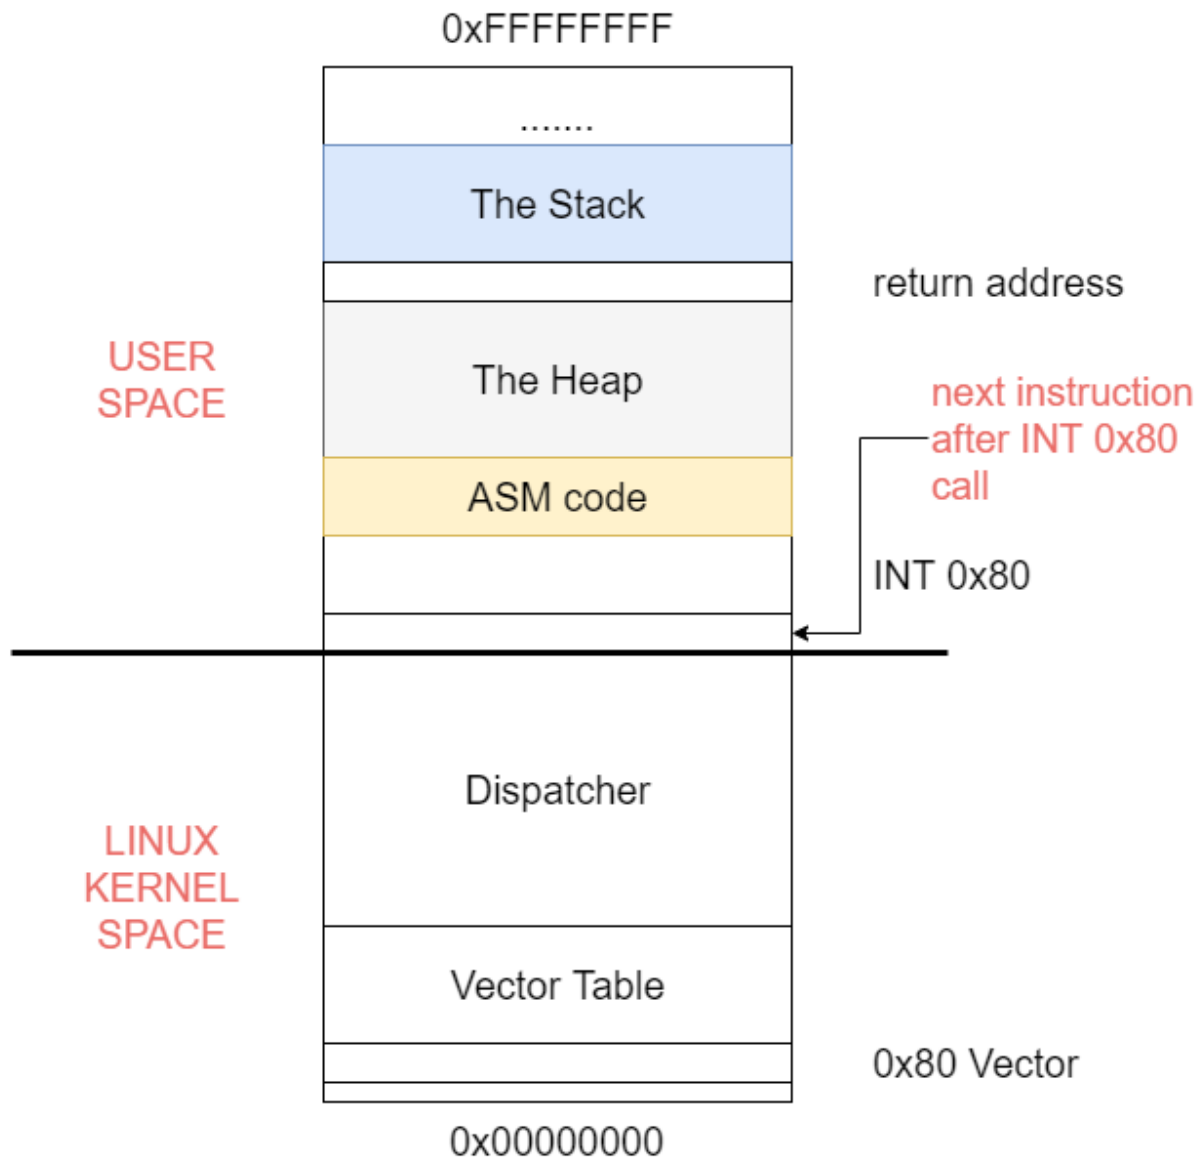 0xFFFFFFFF
.......
The Stack
return address
USER
SPACE
The Heap
next instruction
after INT 0x80
call
ASM code
INT 0x80
Dispatcher
LINUX
KERNEL
SPACE
Vector Table
0x80 Vector
0x00000000